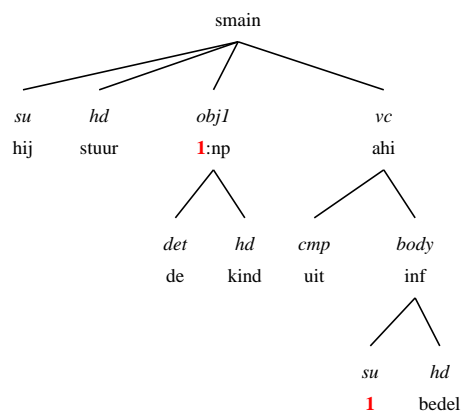 smain
su hd obj1 vc
hij stuur 1:np ahi
det hd cmp body
de kind uit inf
su hd
1 bedel